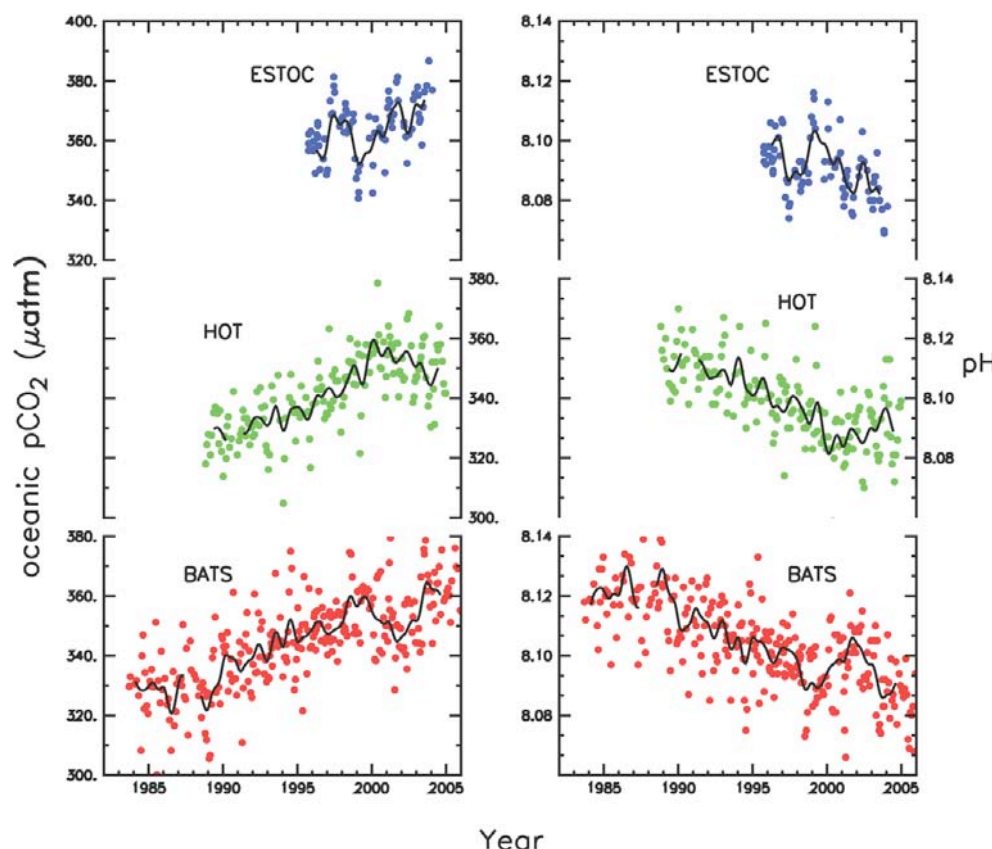 oceanic pCO₂ (µatm)
400.
380.
360.
340.
320.
ESTOC
8.14
8.12
8.10
8.08
ESTOC
HOT
380.
360.
340.
320.
300.
HOT
8.14
8.12
8.10
8.08
pH
380.
360.
340.
320.
300.
BATS
8.14
8.12
8.10
8.08
BATS
1985 1990 1995 2000 2005
1985 1990 1995 2000 2005
Year